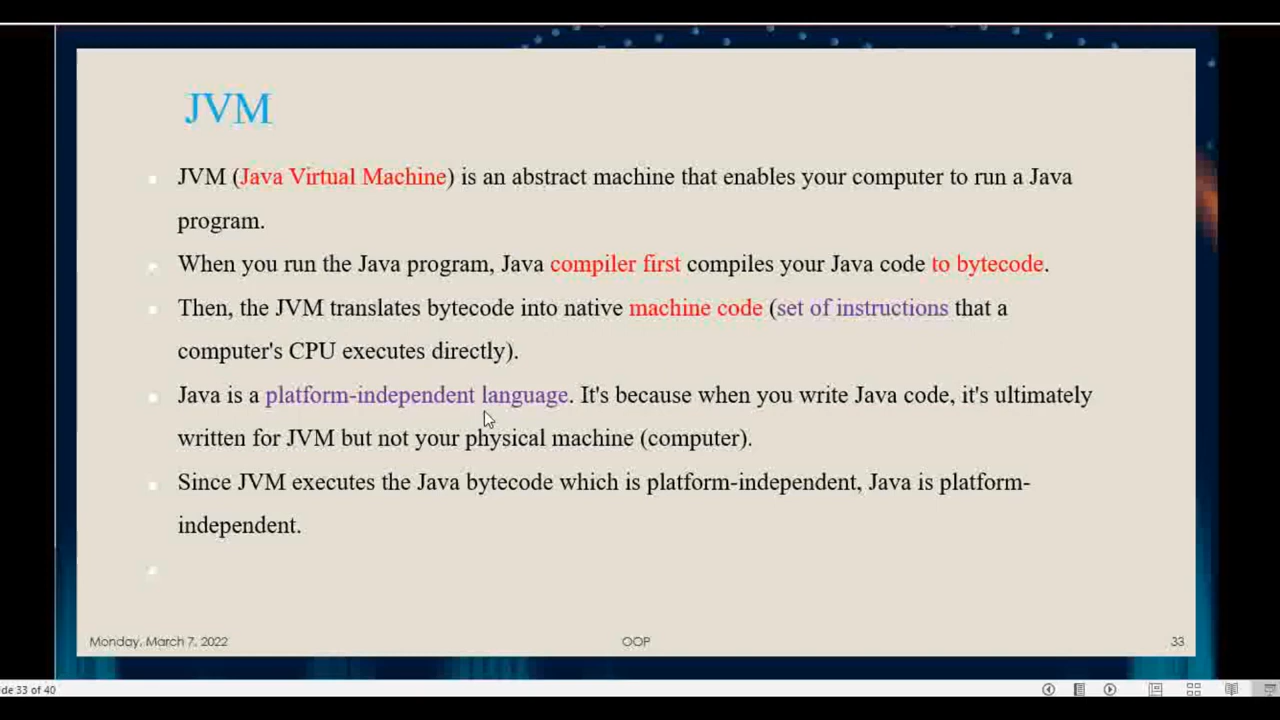 JVM
JVM (Java Virtual Machine) is an abstract machine that enables your computer to run a Java
program.
When you run the Java program, Java compiler first compiles your Java code to bytecode.
Then, the JVM translates bytecode into native machine code (set of instructions that a
computer's CPU executes directly).
Java is a platform-independent language. It's because when you write Java code, it's ultimately
written for JVM but not your physical machine (computer).
Since JVM executes the Java bytecode which is platform-independent, Java is platform-
independent.
Monday, March 7, 2022 OOP 33
de 33 of 40